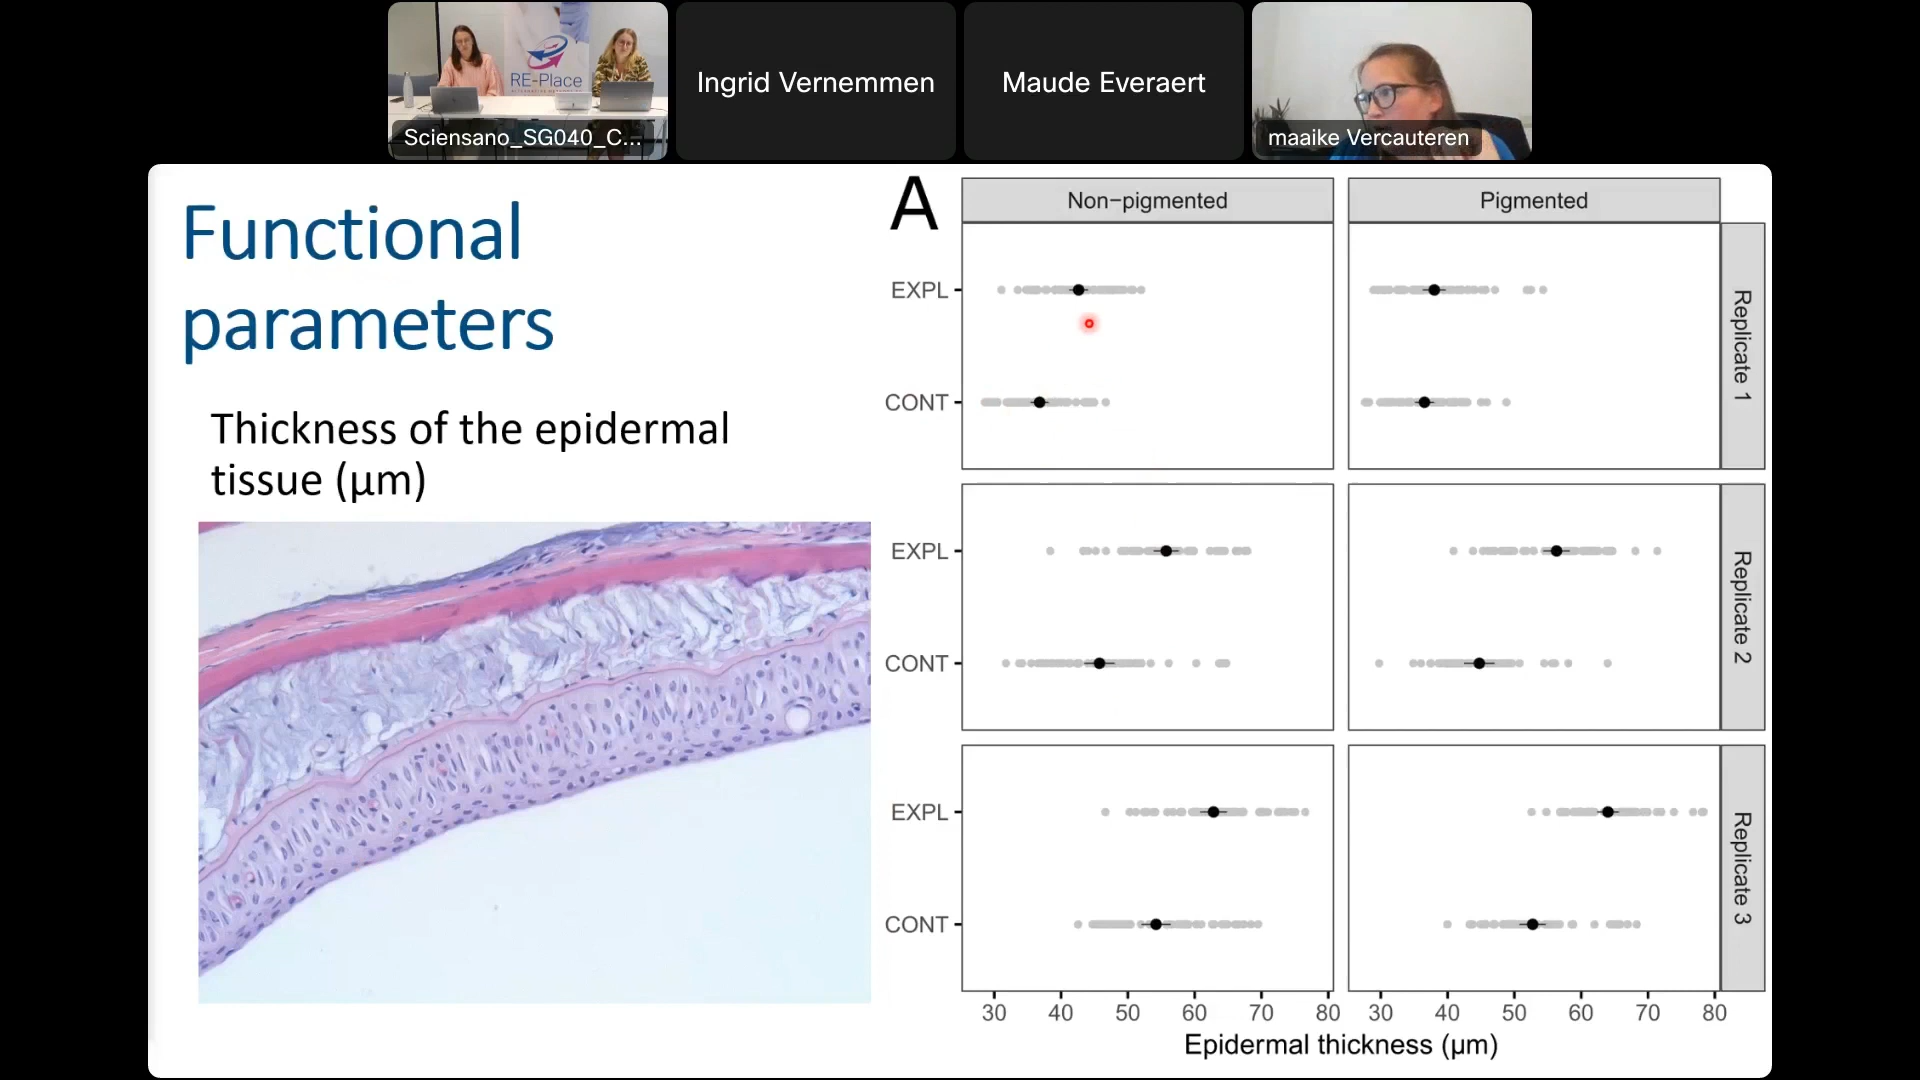 RE-Place
Sciensano_SG040_C...
Ingrid Vernemmen
Maude Everaert
maaike Vercauteren
Functional
parameters
Thickness of the epidermal
tissue (µm)
A
Non−pigmented
Pigmented
EXPL
CONT
Replicate 1
EXPL
CONT
Replicate 2
EXPL
CONT
Replicate 3
30 40 50 60 70 80 30 40 50 60 70 80
Epidermal thickness (µm)